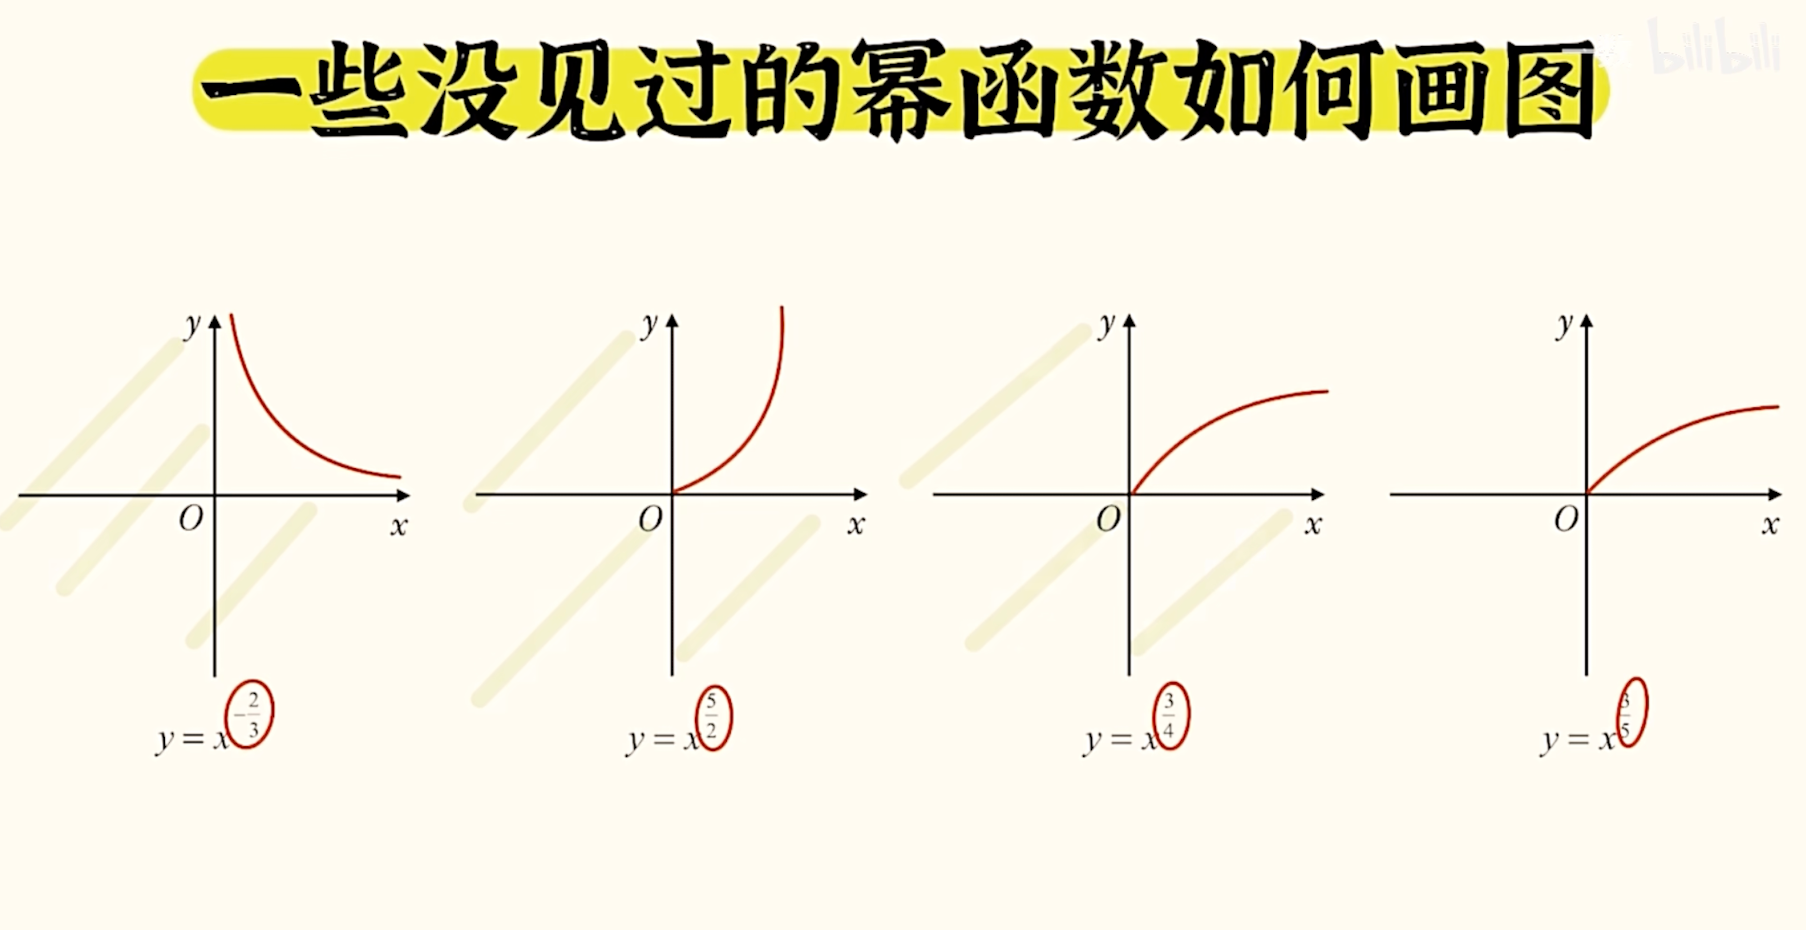 一些没见过的幂函数如何画图
bilibili
y
O
x
y
O
x
y
O
x
y
O
x
y = x^{-\frac{2}{3}}
y = x^{\frac{5}{2}}
y = x^{\frac{3}{4}}
y = x^{\frac{3}{5}}